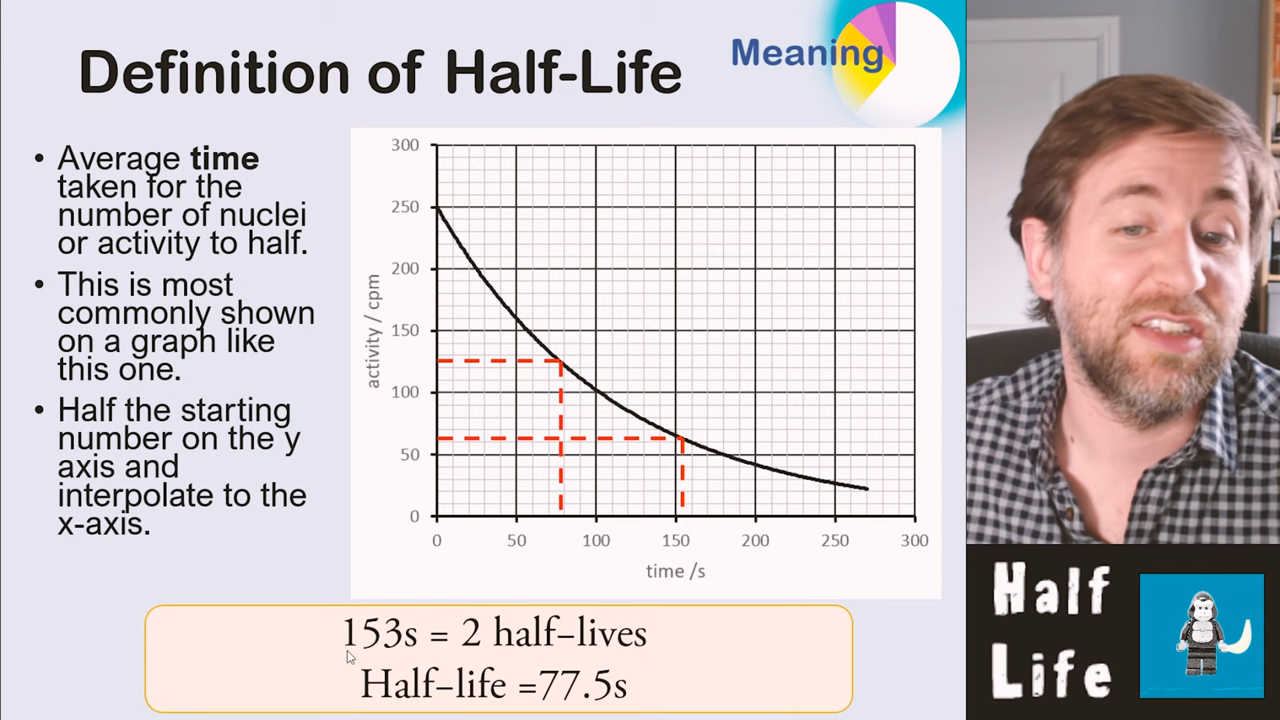 Definition of Half-Life
Meaning
• Average time
taken for the
number of nuclei
or activity to half.
• This is most
commonly shown
on a graph like
this one.
• Half the starting
number on the y
axis and
interpolate to the
x-axis.
activity / cpm
300
250
200
150
100
50
0
0 50 100 150 200 250 300
time /s
153s = 2 half-lives
Half-life =77.5s
Half
Life